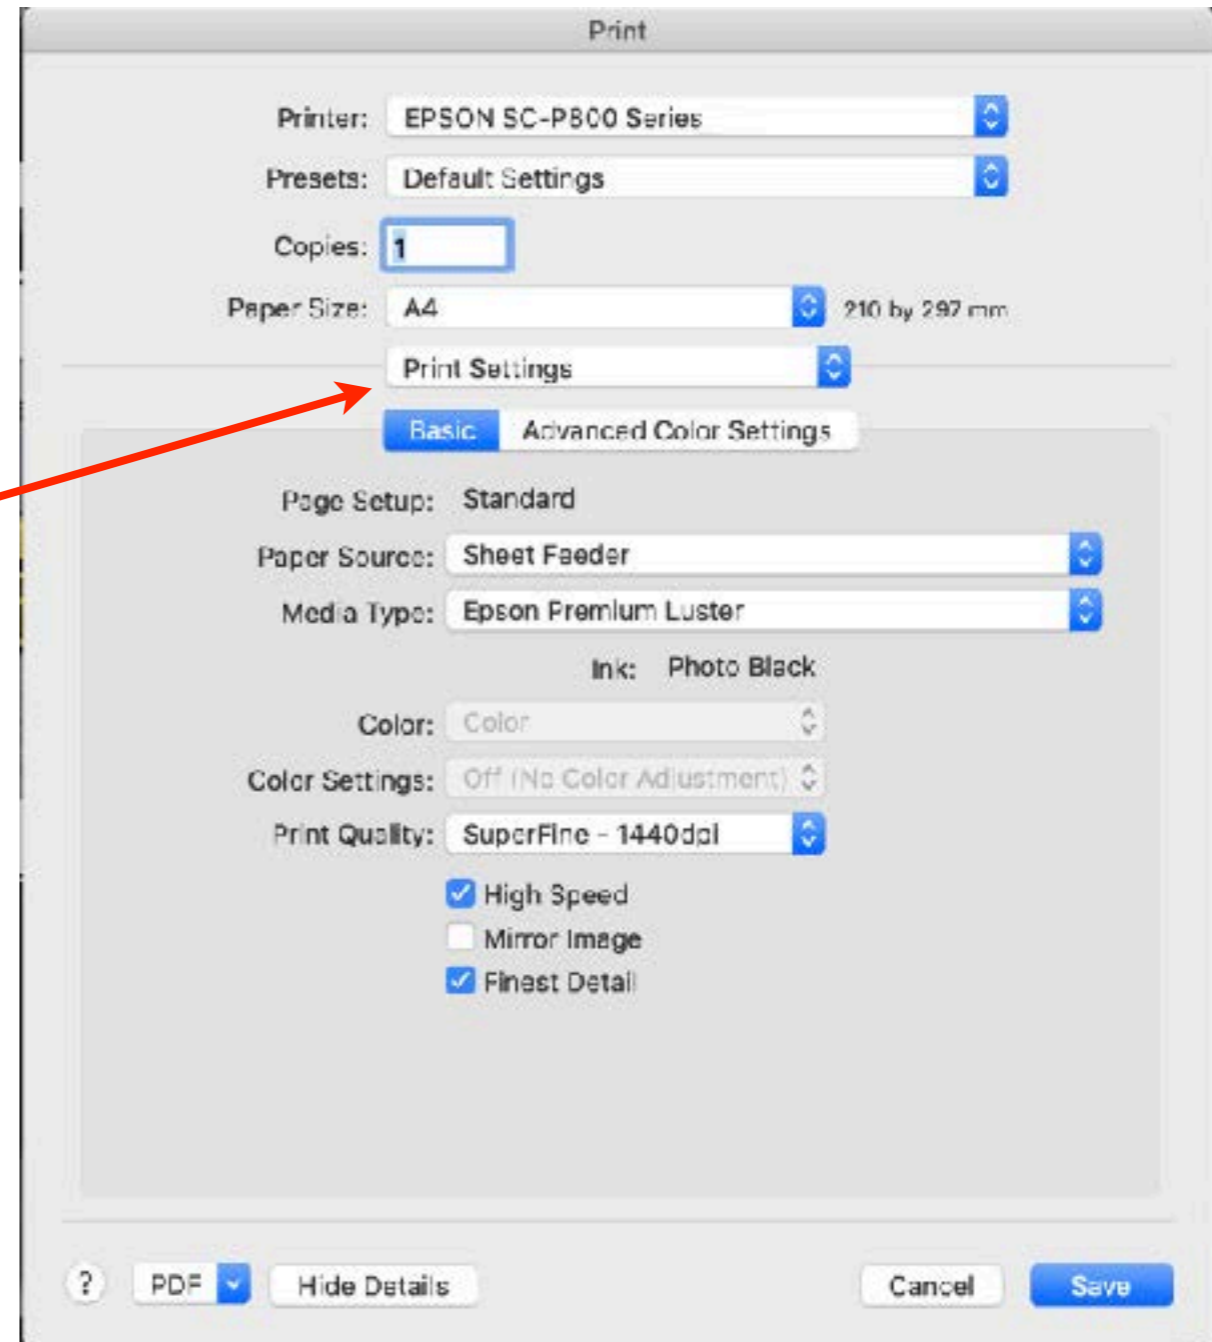 Print
Printer: EPSON SC-P800 Series
Presets: Default Settings
Copies: 1
Paper Size: A4 210 by 297 mm
Print Settings
Basic Advanced Color Settings
Page Setup: Standard
Paper Source: Sheet Feeder
Media Type: Epson Premium Luster
Ink: Photo Black
Color: Color
Color Settings: Off (No Color Adjustment)
Print Quality: SuperFine - 1440dpi
High Speed
Mirror Image
Finest Detail
? PDF Hide Details Cancel Save